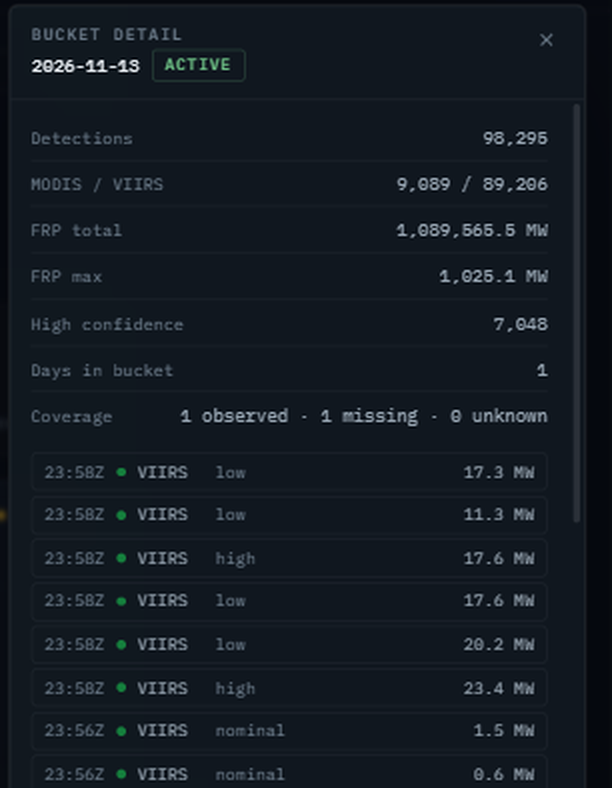 BUCKET DETAIL
×
2026-11-13 ACTIVE
Detections 98,295
MODIS / VIIRS 9,089 / 89,206
FRP total 1,089,565.5 MW
FRP max 1,025.1 MW
High confidence 7,048
Days in bucket 1
Coverage 1 observed · 1 missing · 0 unknown
23:58Z VIIRS low 17.3 MW
23:58Z VIIRS low 11.3 MW
23:58Z VIIRS high 17.6 MW
23:58Z VIIRS low 17.6 MW
23:58Z VIIRS low 20.2 MW
23:58Z VIIRS high 23.4 MW
23:56Z VIIRS nominal 1.5 MW
23:56Z VIIRS nominal 0.6 MW